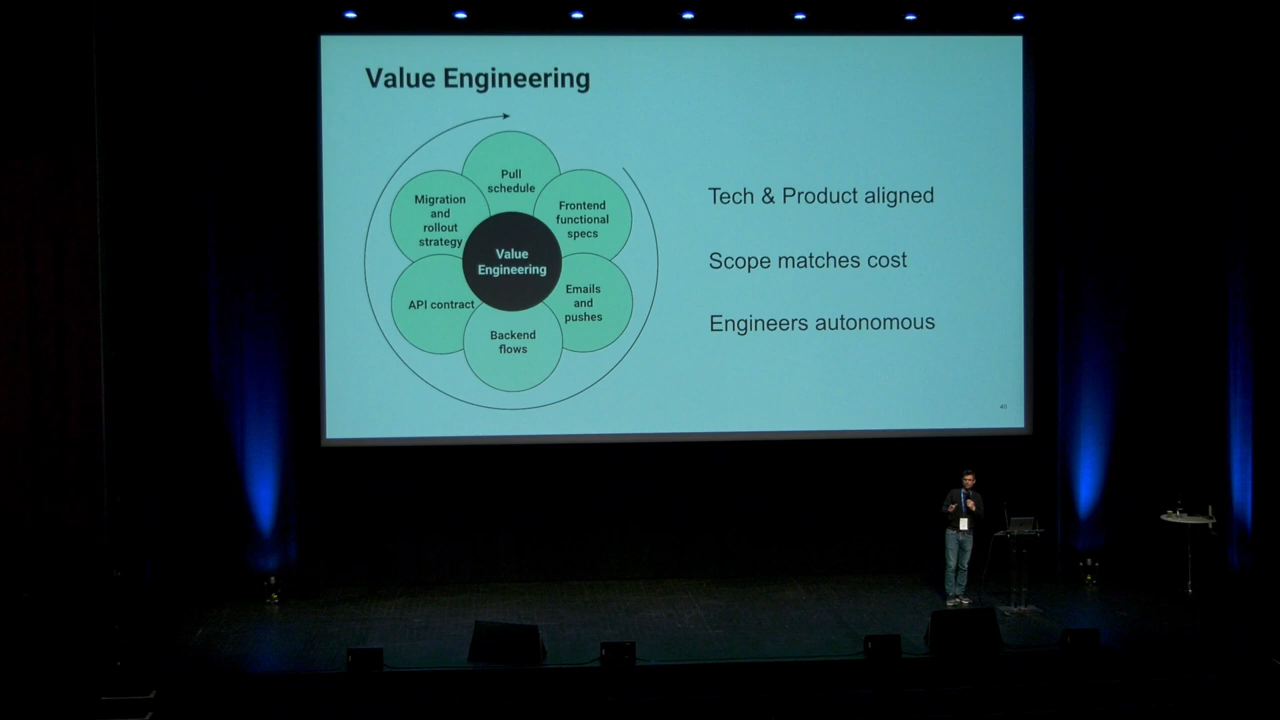 Value Engineering
Pull
schedule
Frontend
functional
specs
Emails
and
pushes
Backend
flows
API contract
Migration
and
rollout
strategy
Value
Engineering
Tech & Product aligned
Scope matches cost
Engineers autonomous